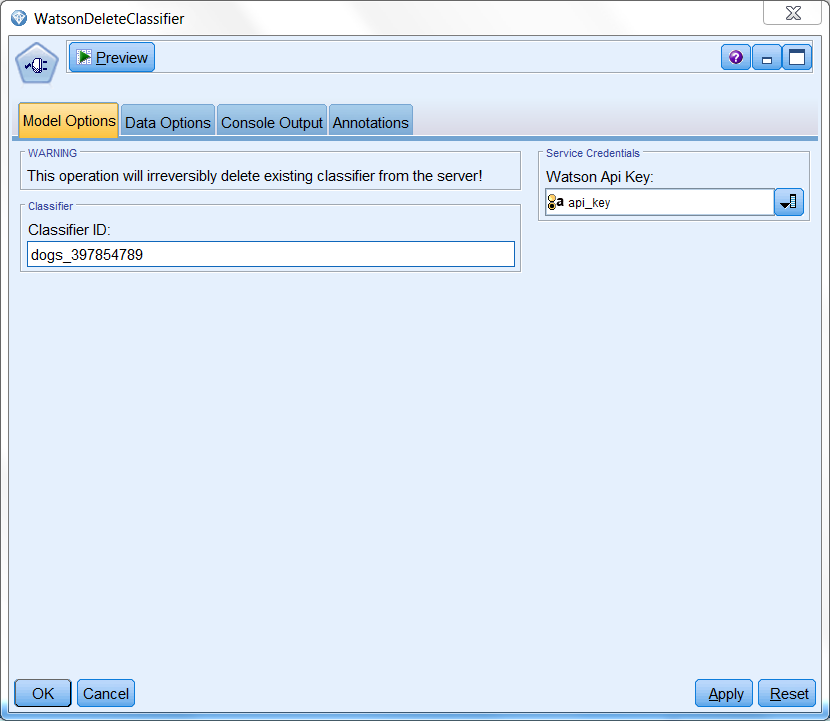 WatsonDeleteClassifier
Preview
Model Options
Data Options
Console Output
Annotations
WARNING
This operation will irreversibly delete existing classifier from the server!
Classifier
Classifier ID:
dogs_397854789
Service Credentials
Watson Api Key:
api_key
OK
Cancel
Apply
Reset